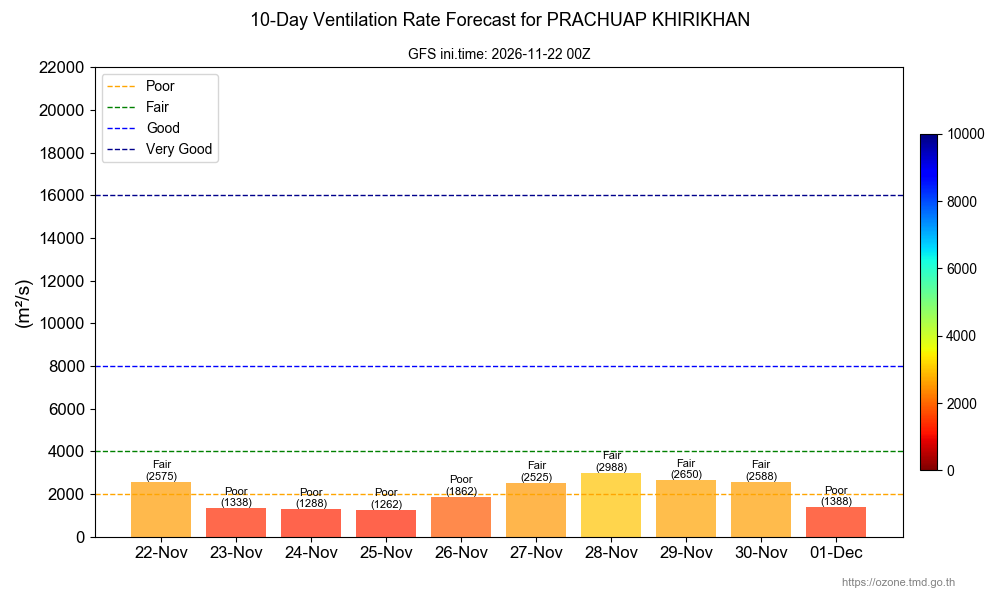 10-Day Ventilation Rate Forecast for PRACHUAP KHIRIKHAN
GFS ini.time: 2026-11-22 00Z
22000
20000
18000
16000
14000
12000
10000
8000
6000
4000
2000
0
(m²/s)
Poor
Fair
Good
Very Good
Fair
(2575)
Poor
(1338)
Poor
(1288)
Poor
(1262)
Poor
(1862)
Fair
(2525)
Fair
(2988)
Fair
(2650)
Fair
(2588)
Poor
(1388)
22-Nov 23-Nov 24-Nov 25-Nov 26-Nov 27-Nov 28-Nov 29-Nov 30-Nov 01-Dec
10000
8000
6000
4000
2000
0
https://ozone.tmd.go.th